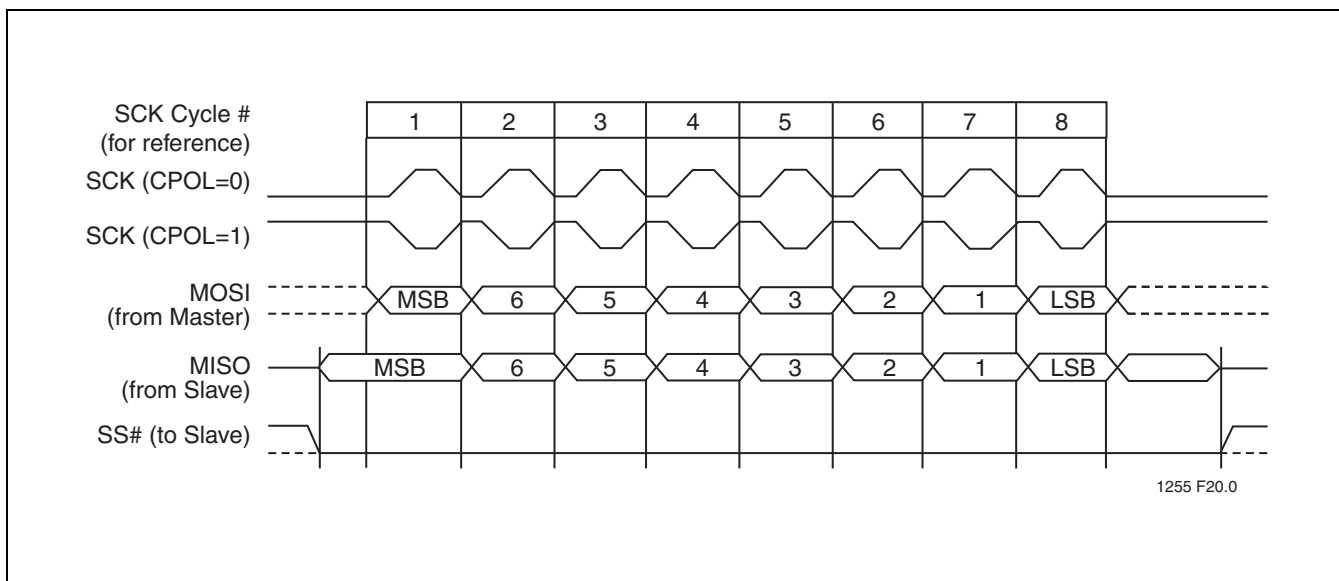 SCK Cycle #
(for reference)
1 2 3 4 5 6 7 8
SCK (CPOL=0)
SCK (CPOL=1)
MOSI
(from Master)
MSB 6 5 4 3 2 1 LSB
MISO
(from Slave)
MSB 6 5 4 3 2 1 LSB
SS# (to Slave)
1255 F20.0